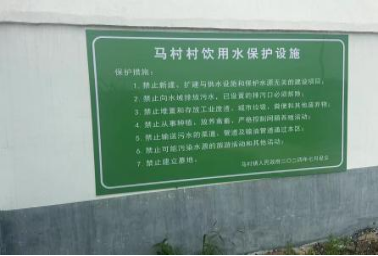 马村村饮用水保护设施
保护措施：
1. 禁止新建、扩建与供水设施和保护水源无关的建设项目；
2. 禁止向水域排放污水，已设置的排污口必须拆除；
3. 禁止堆置和存放工业废渣、城市垃圾、粪便和其他废弃物；
4. 禁止从事种植、放养禽畜，严格控制网箱养殖活动；
5. 禁止输送污水的渠道、管道及输油管道通过本区；
6. 禁止可能污染水源的旅游活动和其他活动；
7. 禁止建立墓地。
马村镇人民政府二〇二四年七月